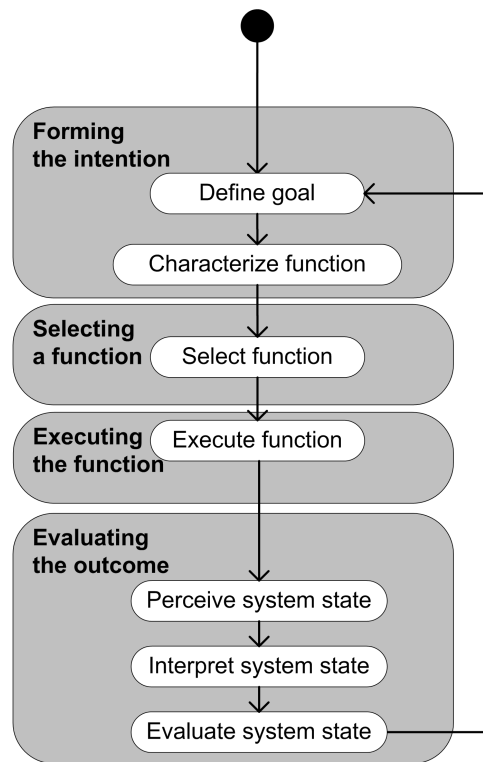 Forming
the intention
Define goal
Characterize function
Selecting
a function
Select function
Executing
the function
Execute function
Evaluating
the outcome
Perceive system state
Interpret system state
Evaluate system state